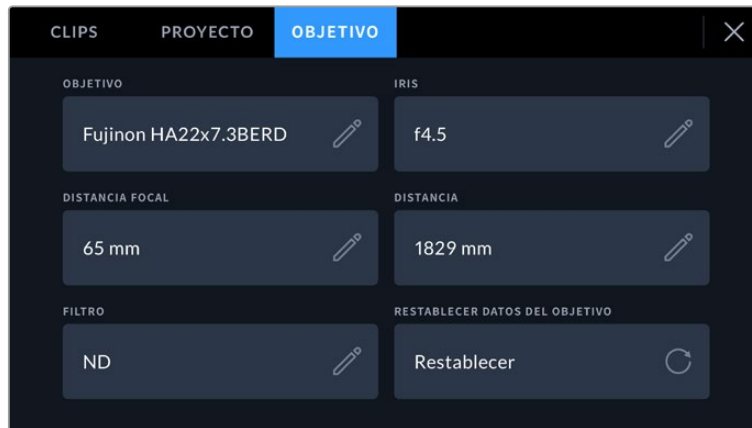 CLIPS PROYECTO OBJETIVO
OBJETIVO IRIS
Fujinon HA22x7.3BERD f4.5
DISTANCIA FOCAL DISTANCIA
65 mm 1829 mm
FILTRO RESTABLECER DATOS DEL OBJETIVO
ND Restablecer